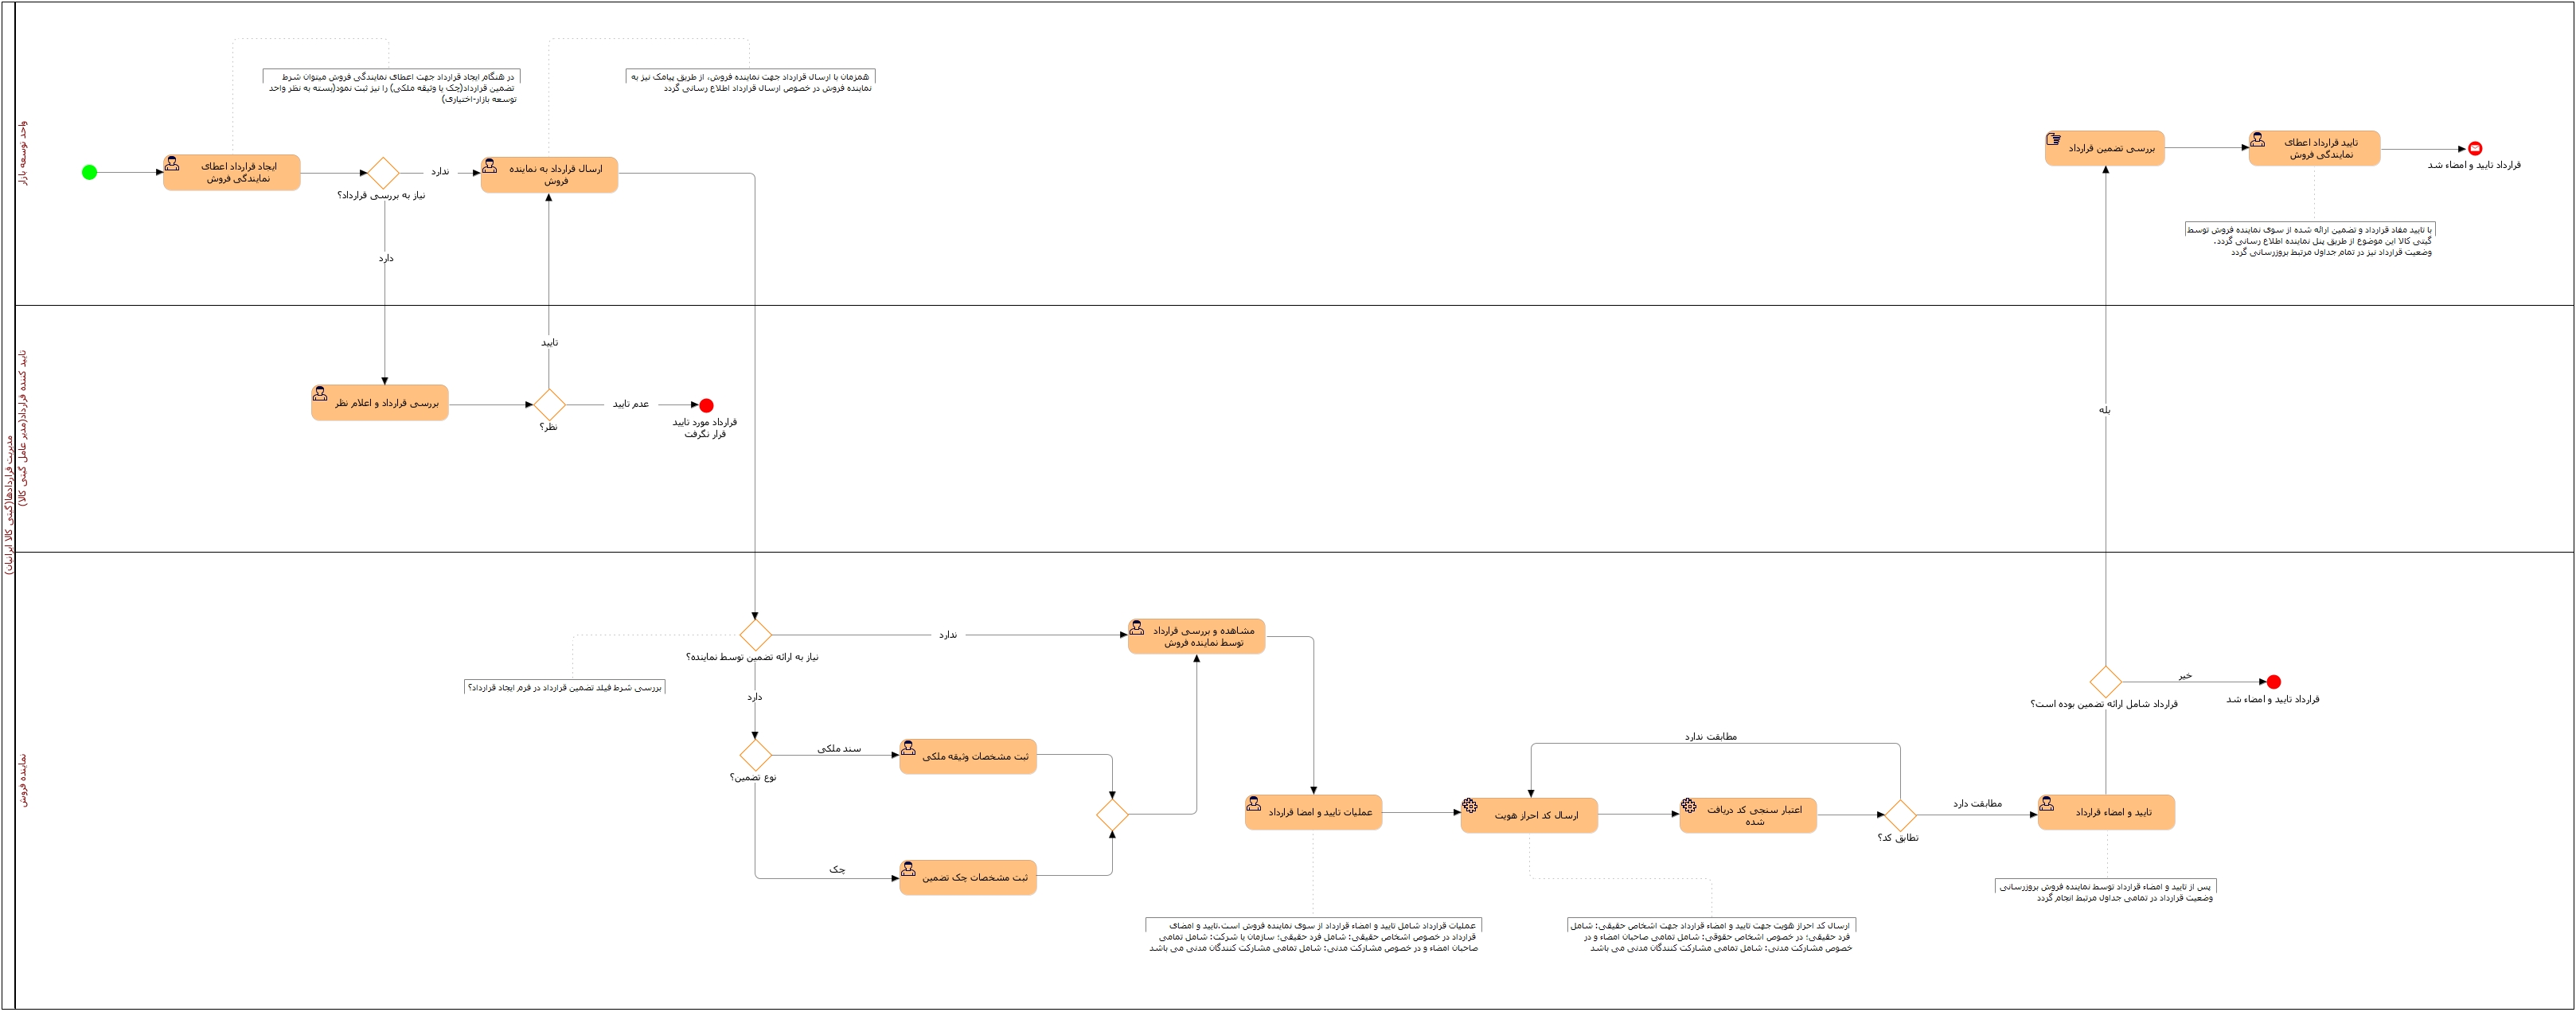 مدیریت قراردادها(گیتی کالا ایرانیان)
واحد توسعه بازار
در هنگام ایجاد قرارداد جهت اعطای نمایندگی فروش میتوان شرط
تضمین قرارداد(چک یا وثیقه ملکی) را نیز ثبت نمود(بسته به نظر واحد
توسعه بازار-اختیاری)
همزمان با ارسال قرارداد جهت نماینده فروش، از طریق پیامک نیز به
نماینده فروش در خصوص ارسال قرارداد اطلاع رسانی گردد
ایجاد قرارداد اعطای
نمایندگی فروش
نیاز به بررسی قرارداد؟
ندارد
دارد
ارسال قرارداد به نماینده
فروش
بررسی تضمین قرارداد
تایید قرارداد اعطای
نمایندگی فروش
قرارداد تایید و امضاء شد
با تایید مفاد قرارداد و تضمین ارائه شده از سوی نماینده فروش توسط
گیتی کالا این موضوع از طریق پنل نماینده اطلاع رسانی گردد.
وضعیت قرارداد نیز در تمام جداول مرتبط بروزرسانی گردد
تایید کننده قرارداد(مدیر عامل گیتی کالا)
بررسی قرارداد و اعلام نظر
نظر؟
تایید
عدم تایید
قرارداد مورد تایید
قرار نگرفت
بله
نماینده فروش
نیاز به ارائه تضمین توسط نماینده؟
ندارد
دارد
بررسی شرط فیلد تضمین قرارداد در فرم ایجاد قرارداد؟
مشاهده و بررسی قرارداد
توسط نماینده فروش
نوع تضمین؟
سند ملکی
چک
ثبت مشخصات وثیقه ملکی
ثبت مشخصات چک تضمین
عملیات تایید و امضا قرارداد
ارسال کد احراز هویت
اعتبار سنجی کد دریافت
شده
تطابق کد؟
مطابقت ندارد
مطابقت دارد
تایید و امضاء قرارداد
قرارداد شامل ارائه تضمین بوده است؟
خیر
قرارداد تایید و امضاء شد
پس از تایید و امضاء قرارداد توسط نماینده فروش بروزرسانی
وضعیت قرارداد در تمامی جداول مرتبط انجام گردد
عملیات قرارداد شامل تایید و امضاء قرارداد از سوی نماینده فروش است.تایید و امضای
قرارداد در خصوص اشخاص حقیقی: شامل فرد حقیقی؛ سازمان یا شرکت: شامل تمامی
صاحبان امضاء و در خصوص مشارکت مدنی: شامل تمامی مشارکت کنندگان مدنی می باشد
ارسال کد احراز هویت جهت تایید و امضاء قرارداد جهت اشخاص حقیقی: شامل
فرد حقیقی؛ در خصوص اشخاص حقوقی: شامل تمامی صاحبان امضاء و در
خصوص مشارکت مدنی: شامل تمامی مشارکت کنندگان مدنی می باشد